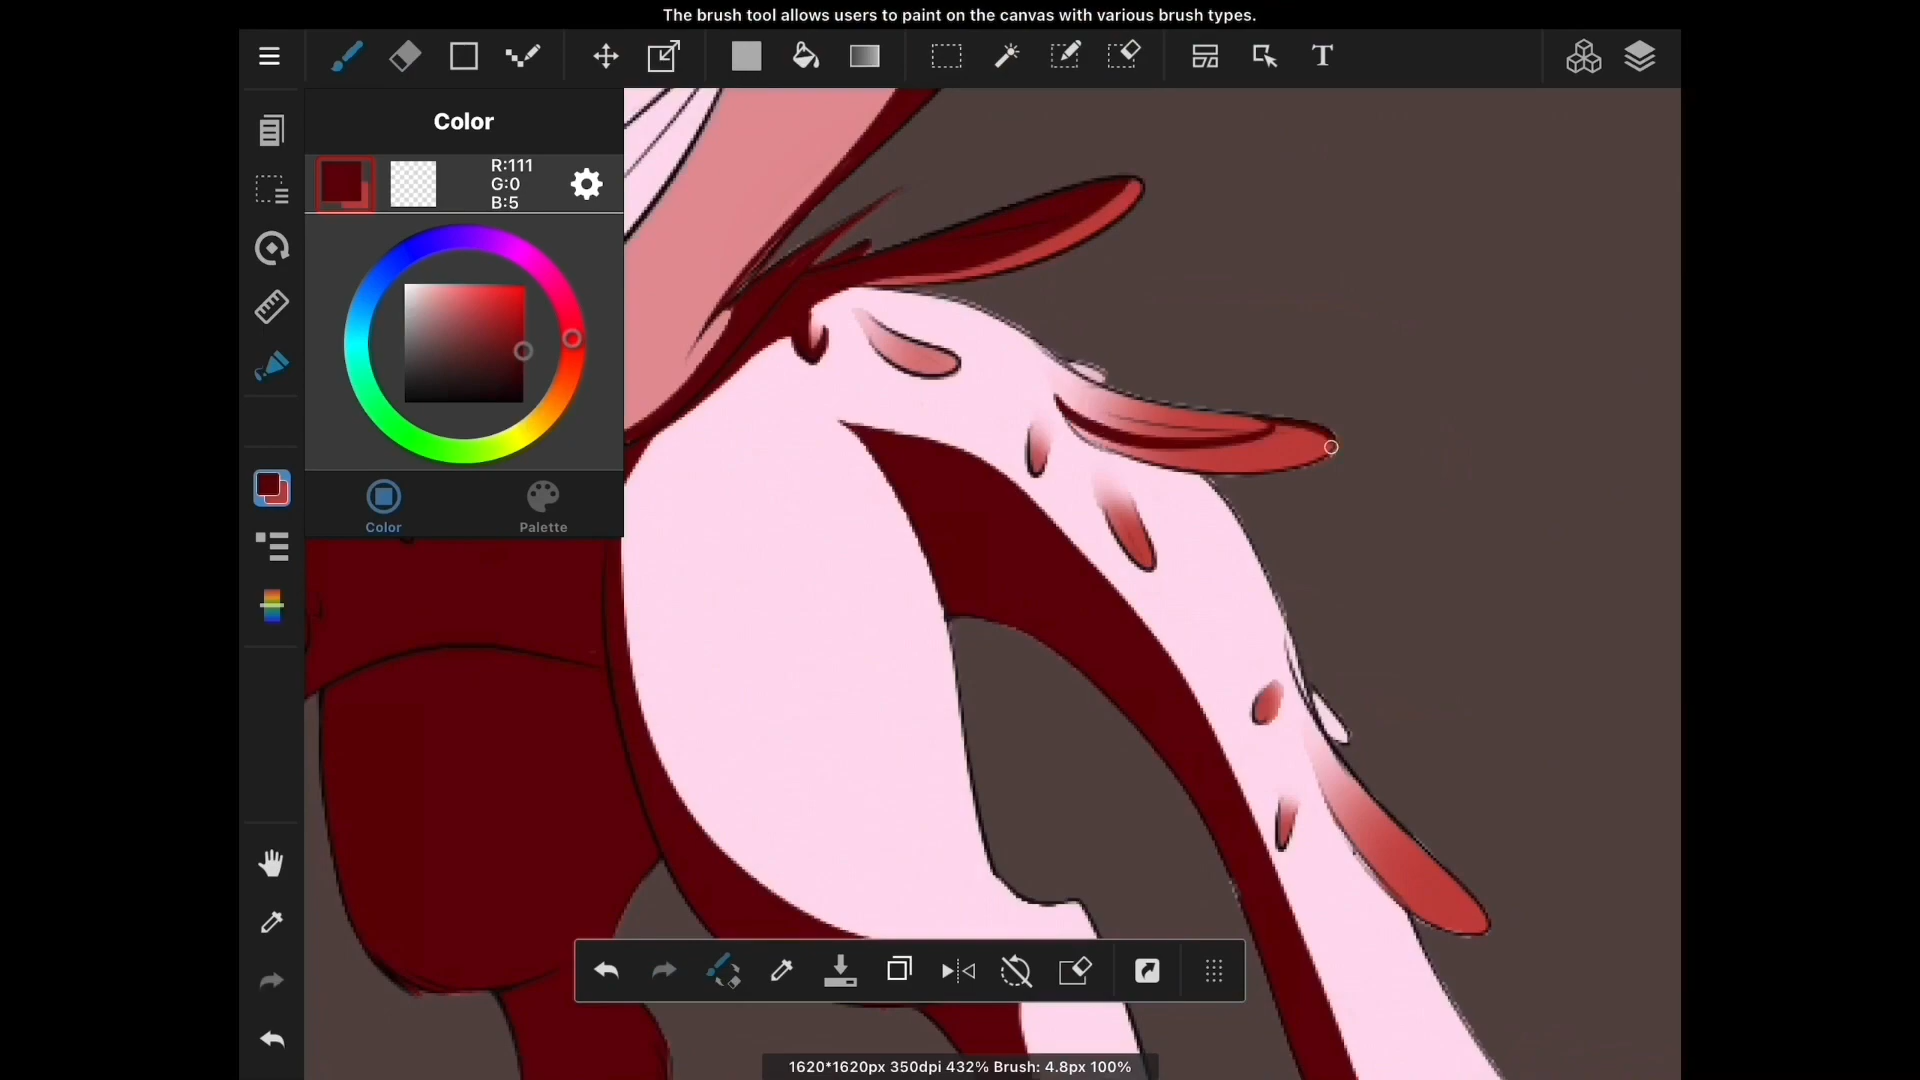 The brush tool allows users to paint on the canvas with various brush types.
T
Color
R:111
G:0
B:5
Color
Palette
1620*1620px 350dpi 432% Brush: 4.8px 100%